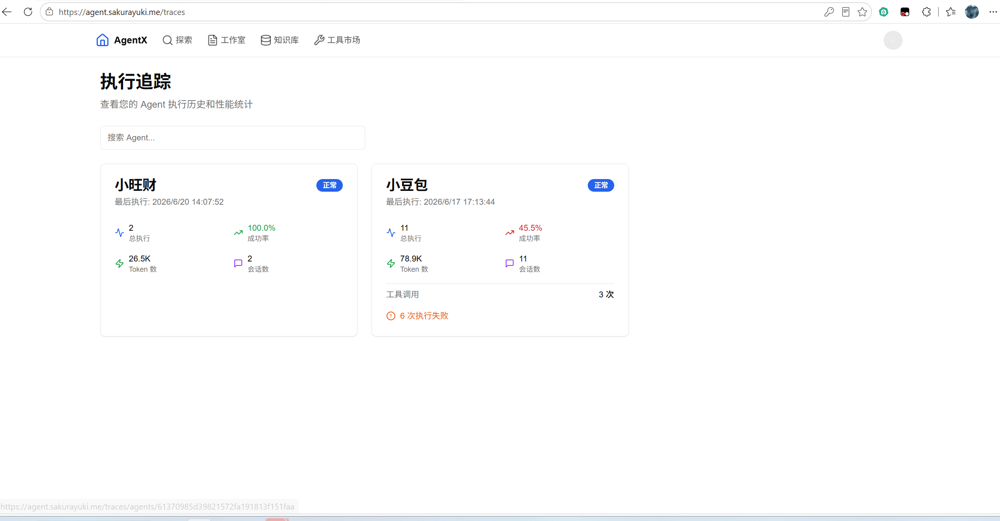 https://agent.sakurayuki.me/traces
AgentX 探索 工作室 知识库 工具市场
执行追踪
查看您的 Agent 执行历史和性能统计
搜索 Agent...
小旺财 正常
最后执行: 2026/6/20 14:07:52
2
总执行
100.0%
成功率
26.5K
Token 数
2
会话数
小豆包 正常
最后执行: 2026/6/17 17:13:44
11
总执行
45.5%
成功率
78.9K
Token 数
11
会话数
工具调用 3 次
6 次执行失败
https://agent.sakurayuki.me/traces/agents/61370985d39821572fa191813f151faa